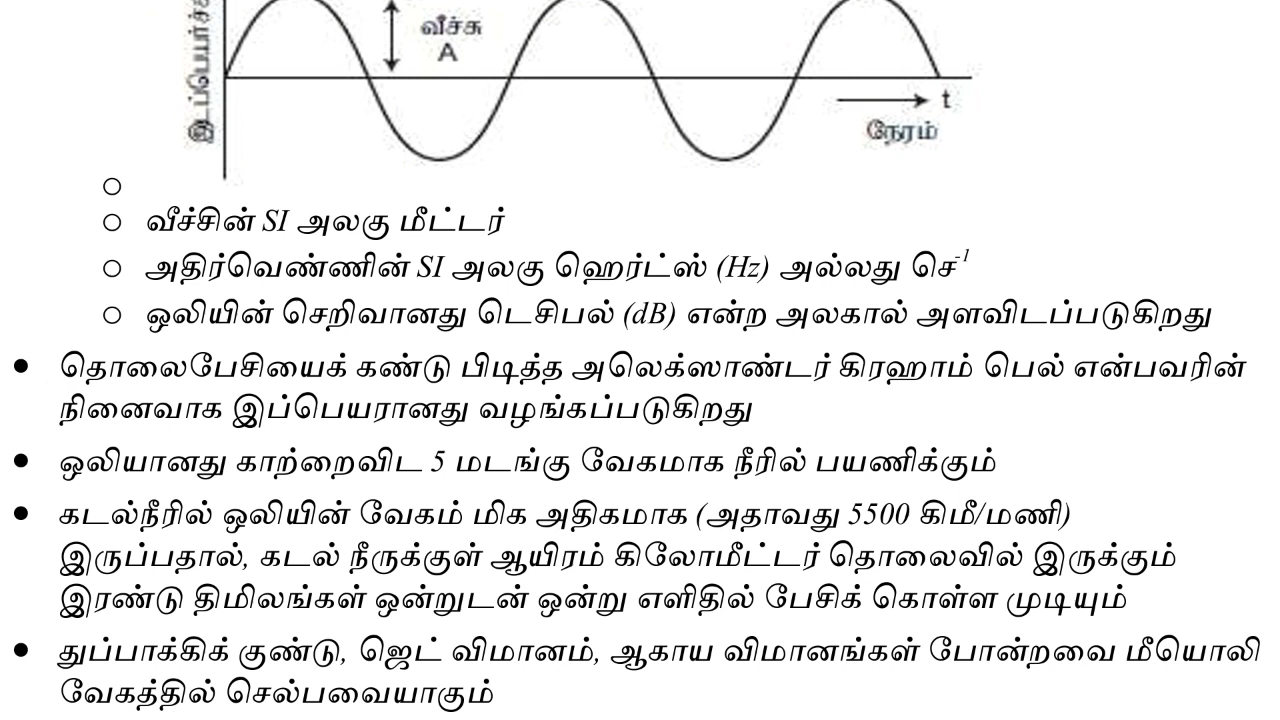 இடப்பெயர்ச்சி
வீச்சு
A
t
நேரம்
வீச்சின் SI அலகு மீட்டர்
அதிர்வெண்ணின் SI அலகு ஹெர்ட்ஸ் (Hz) அல்லது செ⁻¹
ஒலியின் செறிவானது டெசிபல் (dB) என்ற அலகால் அளவிடப்படுகிறது
தொலைபேசியைக் கண்டு பிடித்த அலெக்ஸாண்டர் கிரஹாம் பெல் என்பவரின்
நினைவாக இப்பெயரானது வழங்கப்படுகிறது
ஒலியானது காற்றைவிட 5 மடங்கு வேகமாக நீரில் பயணிக்கும்
கடல்நீரில் ஒலியின் வேகம் மிக அதிகமாக (அதாவது 5500 கிமீ/மணி)
இருப்பதால், கடல் நீருக்குள் ஆயிரம் கிலோமீட்டர் தொலைவில் இருக்கும்
இரண்டு திமிலங்கள் ஒன்றுடன் ஒன்று எளிதில் பேசிக் கொள்ள முடியும்
துப்பாக்கிக் குண்டு, ஜெட் விமானம், ஆகாய விமானங்கள் போன்றவை மீயொலி
வேகத்தில் செல்பவையாகும்